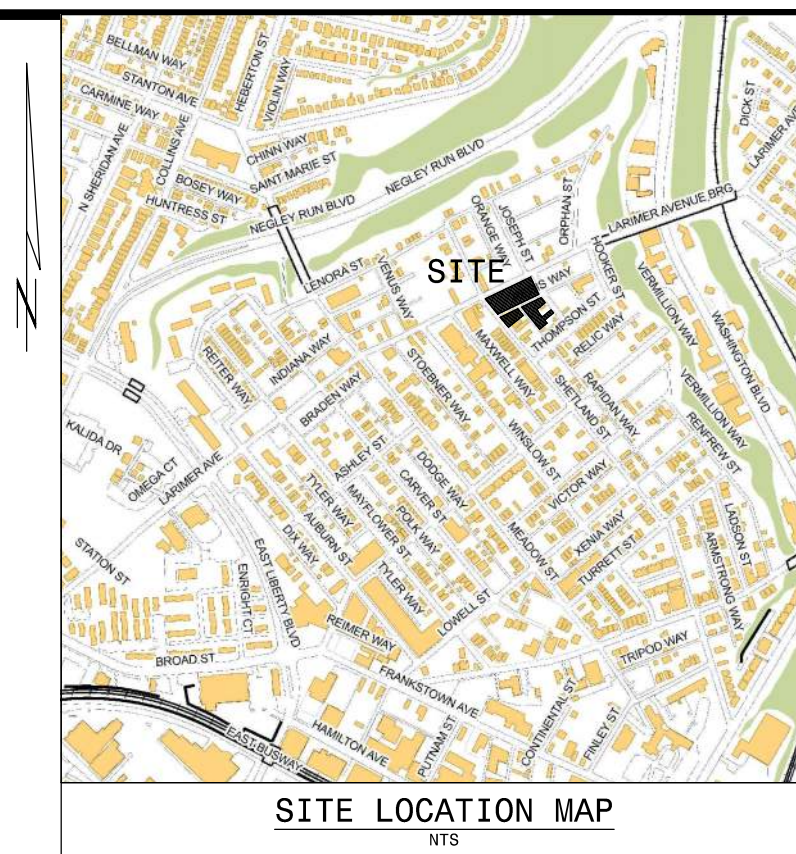 BELLMAN WAY
STANTON AVE
CARMINE WAY
HEBERTON ST
VIOLIN WAY
N SHERIDAN AVE
COLLINS AVE
CHINN WAY
SAINT MARIE ST
BOSEY WAY
HUNTRESS ST
NEGLEY RUN BLVD
NEGLEY RUN BLVD
DICK ST
LARIMER AVE
LARIMER AVENUE BRG
ORANGE WAY
JOSEPH ST
ORPHAN ST
HOOKER ST
LENORA ST
VENUS WAY
SITE
IS WAY
THOMPSON ST
RELIC WAY
VERMILLION WAY
WASHINGTON BLVD
MAXWELL WAY
REITER WAY
INDIANA WAY
BRADEN WAY
STOEBNER WAY
SHETLAND ST
RAPIDAN WAY
VERMILLION WAY
RENFREW ST
KALIDA DR
OMEGA CT
LARIMER AVE
ASHLEY ST
WINSLOW ST
VICTOR WAY
DODGE WAY
CARVER ST
POLK WAY
TYLER WAY
MAYFLOWER ST
AUBURN ST
DIX WAY
TYLER WAY
MEADOW ST
XENIA WAY
TURRETT ST
LADSON ST
ARMSTRONG WAY
STATION ST
ENRIGHT CT
EAST LIBERTY BLVD
REIMER WAY
LOWELL ST
TRIPOD WAY
BROAD ST
FRANKSTOWN AVE
HAMILTON AVE
EAST BUSWAY
PUTNAM ST
CONTINENTAL ST
FINLEY ST
N
SITE LOCATION MAP
NTS